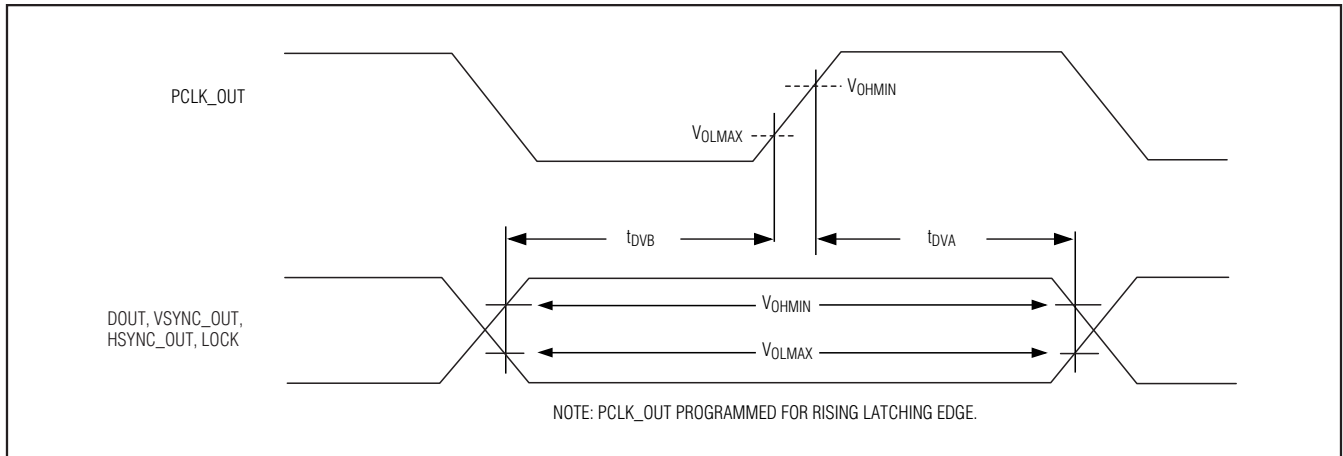 PCLK_OUT
VOHMIN
VOLMAX
tDVB
tDVA
VOHMIN
DOUT, VSYNC_OUT,
HSYNC_OUT, LOCK
VOLMAX
NOTE: PCLK_OUT PROGRAMMED FOR RISING LATCHING EDGE.